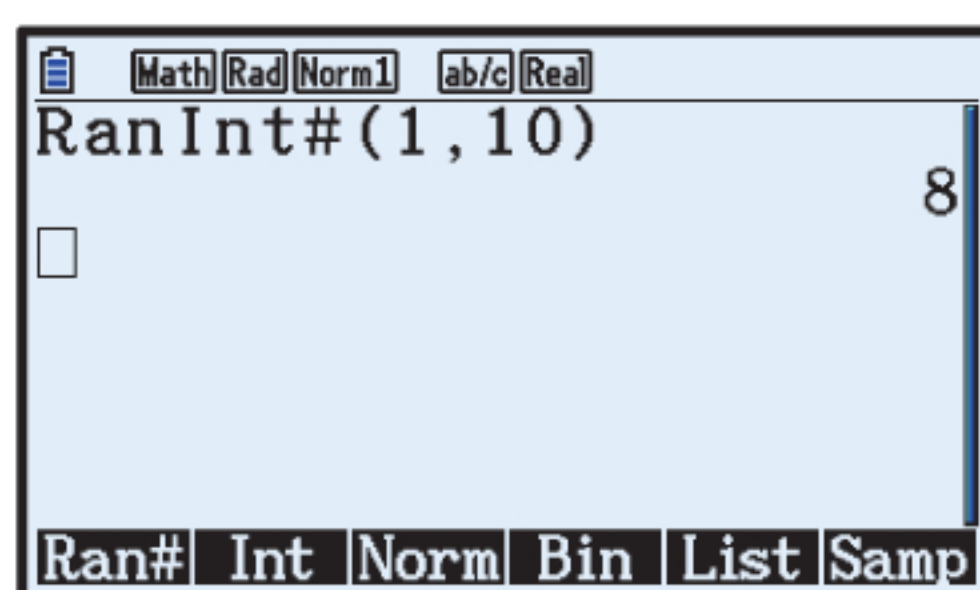 Math Rad Norm1 ab/c Real
RanInt#(1,10)
8
Ran# Int Norm Bin List Samp